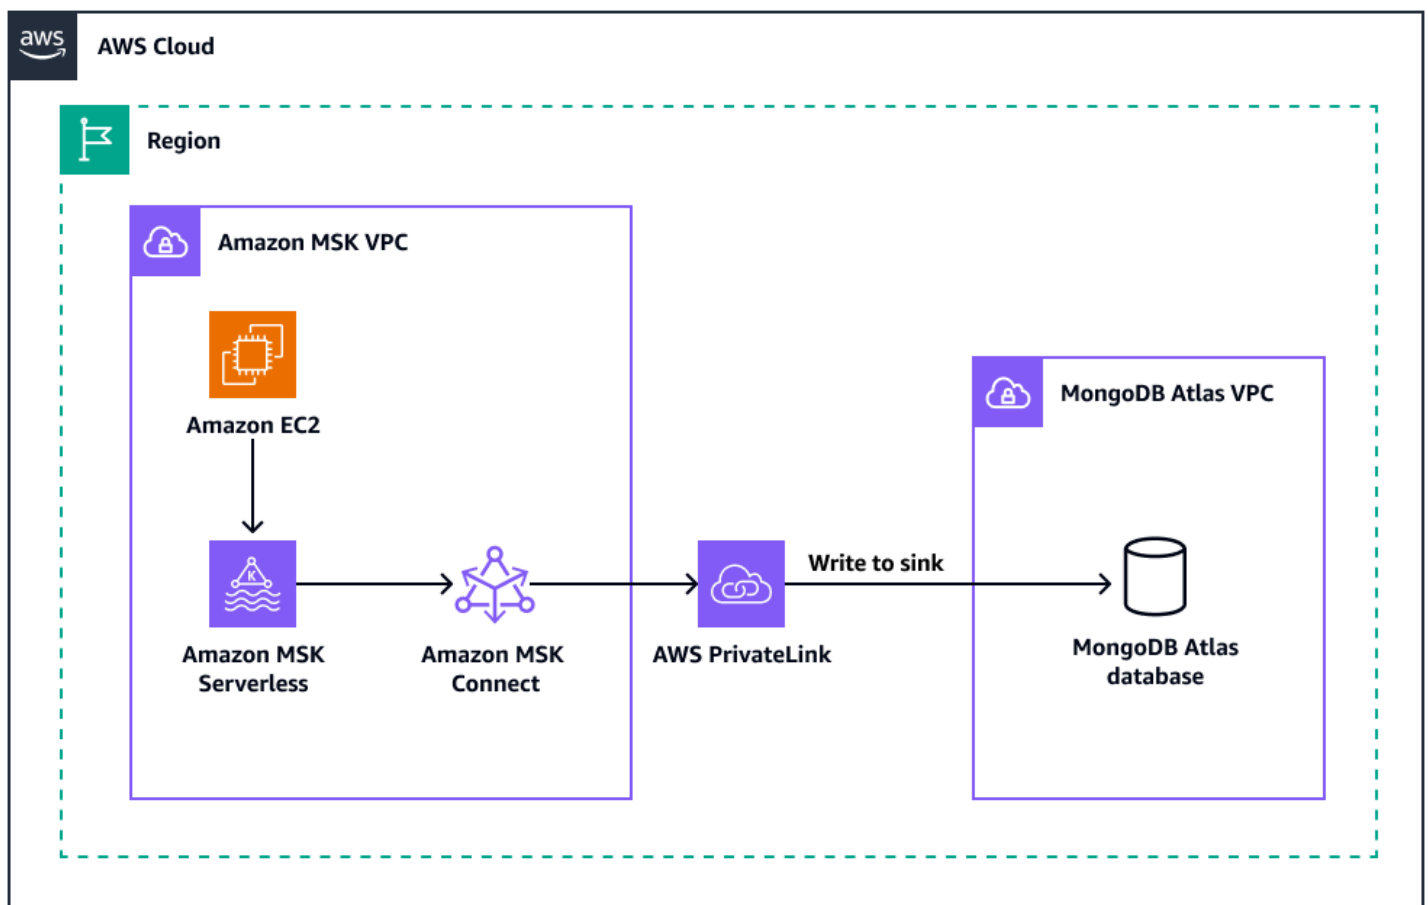 aws
AWS Cloud
Region
Amazon MSK VPC
Amazon EC2
MongoDB Atlas VPC
K
Write to sink
Amazon MSK
Serverless
Amazon MSK
Connect
AWS PrivateLink
MongoDB Atlas
database